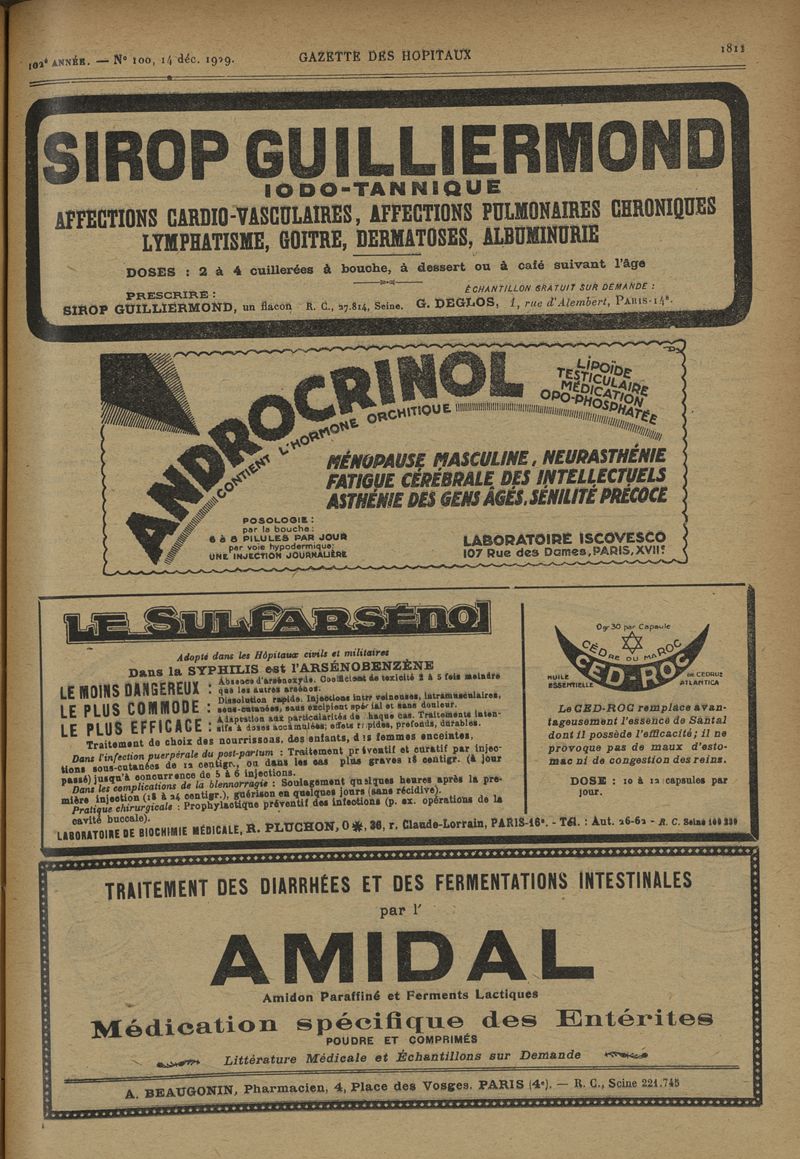 102e ANNÉE. — No 100, 14 déc. 1929.
GAZETTE DES HOPITAUX
1811
SIROP GUILLIERMOND
IODO-TANNIQUE
AFFECTIONS CARDIO-VASCULAIRES, AFFECTIONS PULMONAIRES CHRONIQUES
LYMPHATISME, GOITRE, DERMATOSES, ALBUMINURIE
DOSES : 2 à 4 cuillerées à bouche, à dessert ou à café suivant l'âge
PRESCRIRE :
SIROP GUILLIERMOND, un flacon R. C., 27.814, Seine.
ÉCHANTILLON GRATUIT SUR DEMANDE :
G. DEGLOS, 1, rue d'Alembert, PARIS-14e.
ANDROCRINOL
CONTIENT L'HORMONE ORCHITIQUE
LIPOÏDE
TESTICULAIRE
MÉDICATION
OPO-PHOSPHATÉE
MÉNOPAUSE MASCULINE, NEURASTHÉNIE
FATIGUE CÉRÉBRALE DES INTELLECTUELS
ASTHÉNIE DES GENS ÂGÉS, SÉNILITÉ PRÉCOCE
POSOLOGIE :
par la bouche :
6 à 8 PILULES PAR JOUR
par voie hypodermique:
UNE INJECTION JOURNALIÈRE
LABORATOIRE ISCOVESCO
107 Rue des Dames, PARIS, XVIIe
LE SULFARSÉNOL
Adopté dans les Hôpitaux civils et militaires
Dans la SYPHILIS est l'ARSÉNOBENZÈNE
LE MOINS DANGEREUX : Absence d'arsénoxyde. Coefficient de toxicité 2 à 5 fois moindre
que les autres arsénos:
LE PLUS COMMODE : Dissolution rapide. Injections intraveineuses, intramusculaires,
sous-cutanées, sans excipient spécial et sans douleur.
LE PLUS EFFICACE : Adaptation aux particularités de chaque cas. Traitements inten-
sifs à doses accumulées; effets rapides, profonds, durables.
Traitement de choix des nourrissons, des enfants, des femmes enceintes,
Dans l'infection puerpérale du post-partum : Traitement préventif et curatif par injec-
tions sous-cutanées de 12 centigr., ou dans les cas plus graves 18 centigr. (à jour
passé) jusqu'à concurrence de 5 à 6 injections.
Dans les complications de la blennorragie : Soulagement quelques heures après la pre-
mière injection (18 à 24 centigr.), guérison en quelques jours (sans récidive).
Pratique chirurgicale : Prophylactique préventif des infections (p. ex. opérations de la
cavité buccale).
LABORATOIRE DE BIOCHIMIE MÉDICALE, R. PLUCHON, O ✻, 36, r. Claude-Lorrain, PARIS-16e. - Tél. : Aut. 26-62 - R. C. Seine 100 239
0gr 30 par Capsule
CÈDRE DU MAROC
CED-ROC
HUILE
ESSENTIELLE
DE CEDRUS
ATLANTICA
Le CED-ROC remplace avan-
tageusement l'essence de Santal
dont il possède l'efficacité; il ne
provoque pas de maux d'esto-
mac ni de congestion des reins.
DOSE : 10 à 12 capsules par
jour.
TRAITEMENT DES DIARRHÉES ET DES FERMENTATIONS INTESTINALES
par l'
AMIDAL
Amidon Paraffiné et Ferments Lactiques
Médication spécifique des Entérites
POUDRE ET COMPRIMÉS
Littérature Médicale et Échantillons sur Demande
A. BEAUGONIN, Pharmacien, 4, Place des Vosges, PARIS (4e). — R. C., Seine 221.745